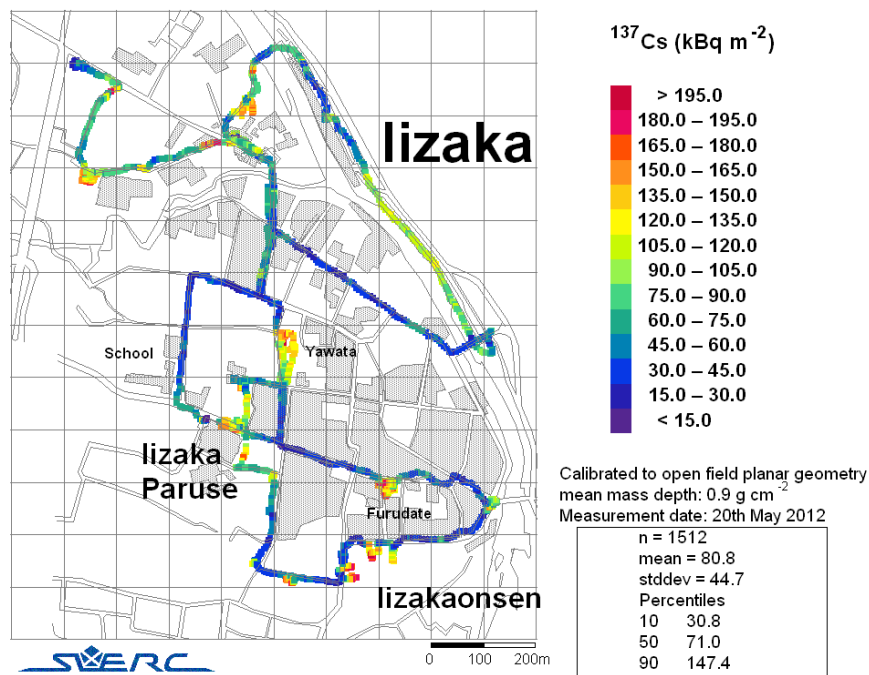 Iizaka
School
Yawata
Iizaka
Paruse
Furudate
Iizakaonsen
SUERC
0 100 200m
¹³⁷Cs (kBq m⁻²)
> 195.0
180.0 – 195.0
165.0 – 180.0
150.0 – 165.0
135.0 – 150.0
120.0 – 135.0
105.0 – 120.0
90.0 – 105.0
75.0 – 90.0
60.0 – 75.0
45.0 – 60.0
30.0 – 45.0
15.0 – 30.0
< 15.0
Calibrated to open field planar geometry
mean mass depth: 0.9 g cm⁻²
Measurement date: 20th May 2012
n = 1512
mean = 80.8
stddev = 44.7
Percentiles
10 30.8
50 71.0
90 147.4